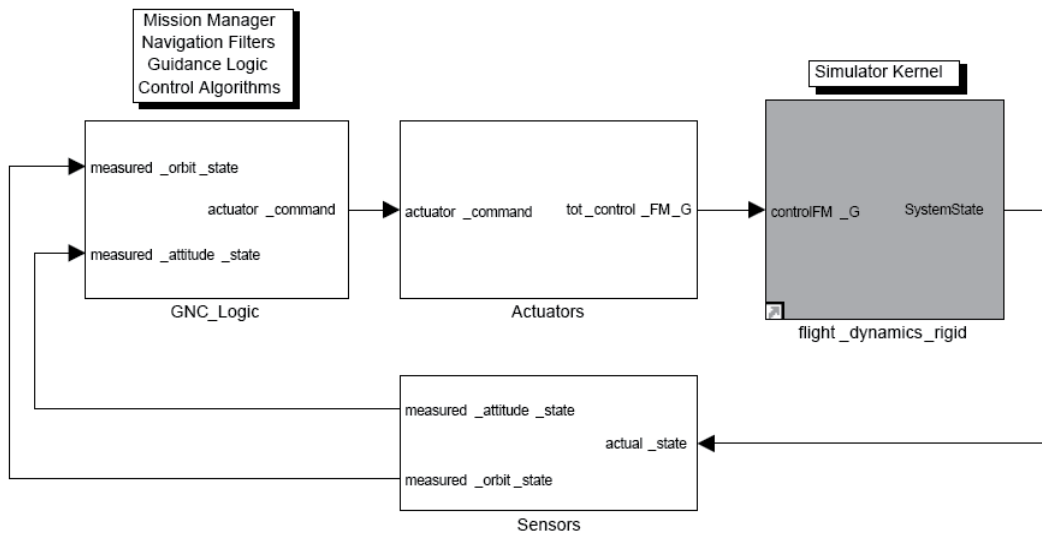 Mission Manager
Navigation Filters
Guidance Logic
Control Algorithms
Simulator Kernel
measured _orbit _state
actuator _command
measured _attitude _state
GNC_Logic
actuator _command
tot _control _FM _G
Actuators
controlFM _G
SystemState
flight _dynamics _rigid
measured _attitude _state
actual _state
measured _orbit _state
Sensors